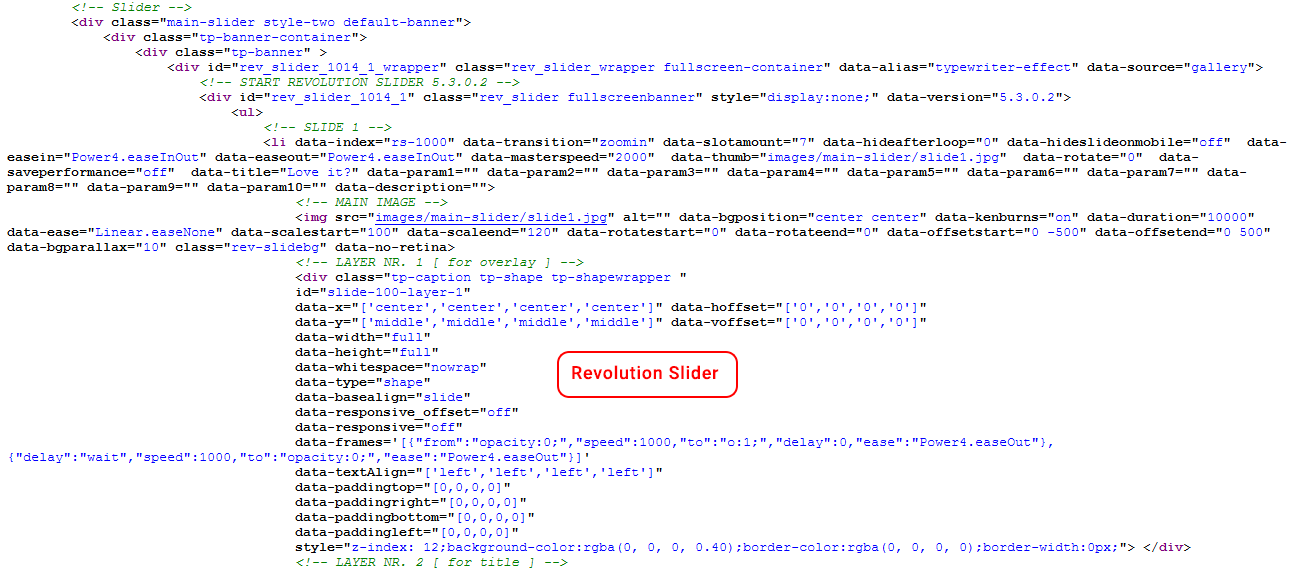 <!-- Slider -->
<div class="main-slider style-two default-banner">
<div class="tp-banner-container">
<div class="tp-banner" >
<div id="rev_slider_1014_1_wrapper" class="rev_slider_wrapper fullscreen-container" data-alias="typewriter-effect" data-source="gallery">
<!-- START REVOLUTION SLIDER 5.3.0.2 -->
<div id="rev_slider_1014_1" class="rev_slider fullscreenbanner" style="display:none;" data-version="5.3.0.2">
<ul>
<!-- SLIDE 1 -->
<li data-index="rs-1000" data-transition="zoomin" data-slotamount="7" data-hideafterloop="0" data-hideslideonmobile="off"  data-
easein="Power4.easeInOut" data-easeout="Power4.easeInOut" data-masterspeed="2000"  data-thumb="images/main-slider/slide1.jpg"  data-rotate="0"  data-
saveperformance="off"  data-title="Love it?" data-param1="" data-param2="" data-param3="" data-param4="" data-param5="" data-param6="" data-param7="" data-
param8="" data-param9="" data-param10="" data-description="">
<!-- MAIN IMAGE -->
<img src="images/main-slider/slide1.jpg" alt="" data-bgposition="center center" data-kenburns="on" data-duration="10000"
data-ease="Linear.easeNone" data-scalestart="100" data-scaleend="120" data-rotatestart="0" data-rotateend="0" data-offsetstart="0 -500" data-offsetend="0 500"
data-bgparallax="10" class="rev-slidebg" data-no-retina>
<!-- LAYER NR. 1 [ for overlay ] -->
<div class="tp-caption tp-shape tp-shapewrapper "
id="slide-100-layer-1"
data-x="['center','center','center','center']" data-hoffset="['0','0','0','0']"
data-y="['middle','middle','middle','middle']" data-voffset="['0','0','0','0']"
data-width="full"
data-height="full"
data-whitespace="nowrap"
data-type="shape"
data-basealign="slide"
data-responsive_offset="off"
data-responsive="off"
data-frames='[{"from":"opacity:0;","speed":1000,"to":"o:1;","delay":0,"ease":"Power4.easeOut"},
{"delay":"wait","speed":1000,"to":"opacity:0;","ease":"Power4.easeOut"}]'
data-textAlign="['left','left','left','left']"
data-paddingtop="[0,0,0,0]"
data-paddingright="[0,0,0,0]"
data-paddingbottom="[0,0,0,0]"
data-paddingleft="[0,0,0,0]"
style="z-index: 12;background-color:rgba(0, 0, 0, 0.40);border-color:rgba(0, 0, 0, 0);border-width:0px;"> </div>
<!-- LAYER NR. 2 [ for title ] -->
Revolution Slider